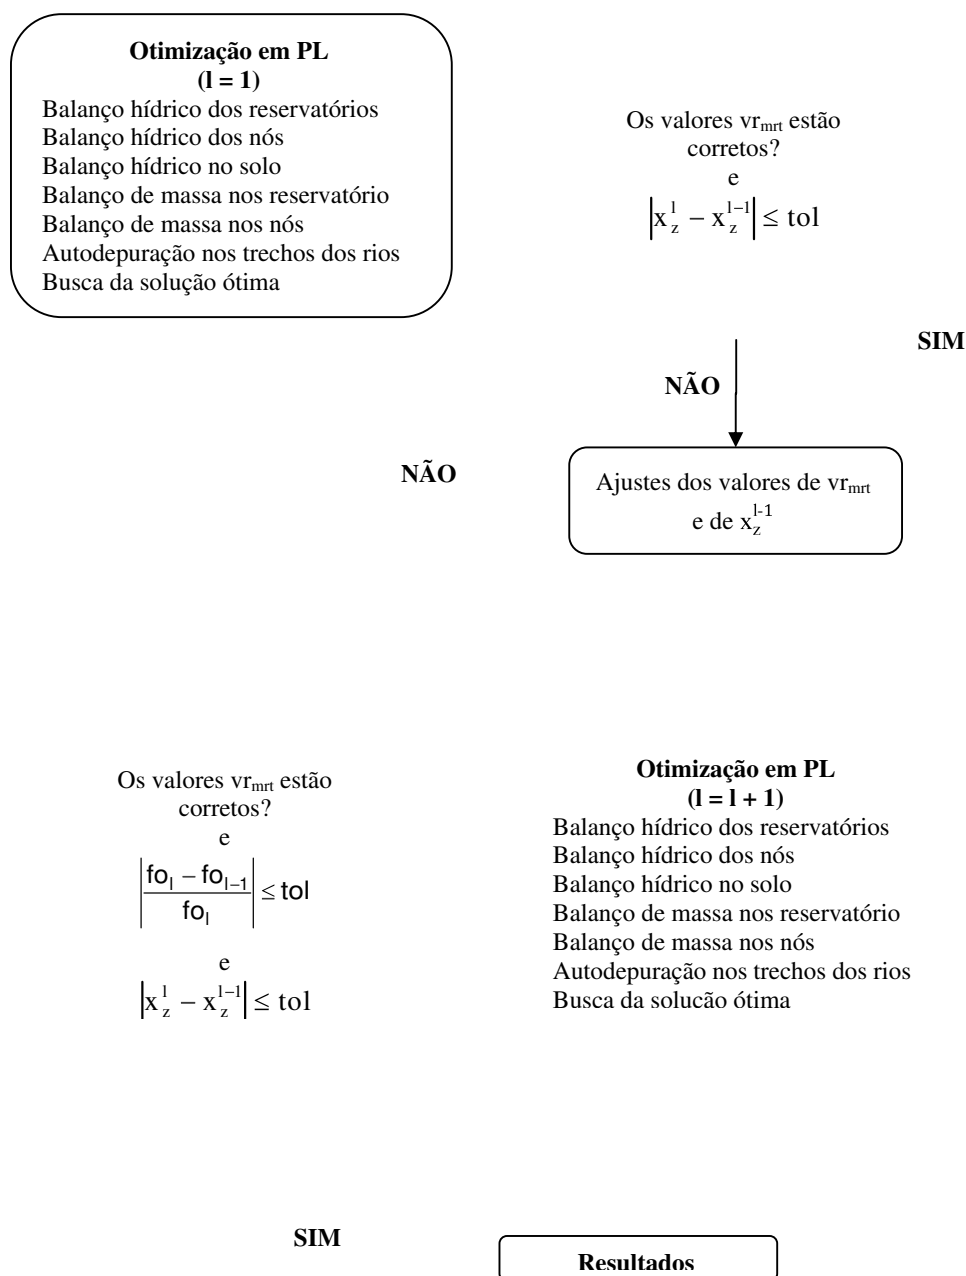 Otimização em PL
(l = 1)
Balanço hídrico dos reservatórios
Balanço hídrico dos nós
Balanço hídrico no solo
Balanço de massa nos reservatório
Balanço de massa nos nós
Autodepuração nos trechos dos rios
Busca da solução ótima
Os valores vr_mrt estão
corretos?
e
|x_z^l − x_z^{l−1}| ≤ tol
SIM
NÃO
Ajustes dos valores de vr_mrt
e de x_z^{l-1}
NÃO
Os valores vr_mrt estão
corretos?
e
|(fo_l − fo_{l−1}) / fo_l| ≤ tol
e
|x_z^l − x_z^{l−1}| ≤ tol
Otimização em PL
(l = l + 1)
Balanço hídrico dos reservatórios
Balanço hídrico dos nós
Balanço hídrico no solo
Balanço de massa nos reservatório
Balanço de massa nos nós
Autodepuração nos trechos dos rios
Busca da solucão ótima
SIM
Resultados